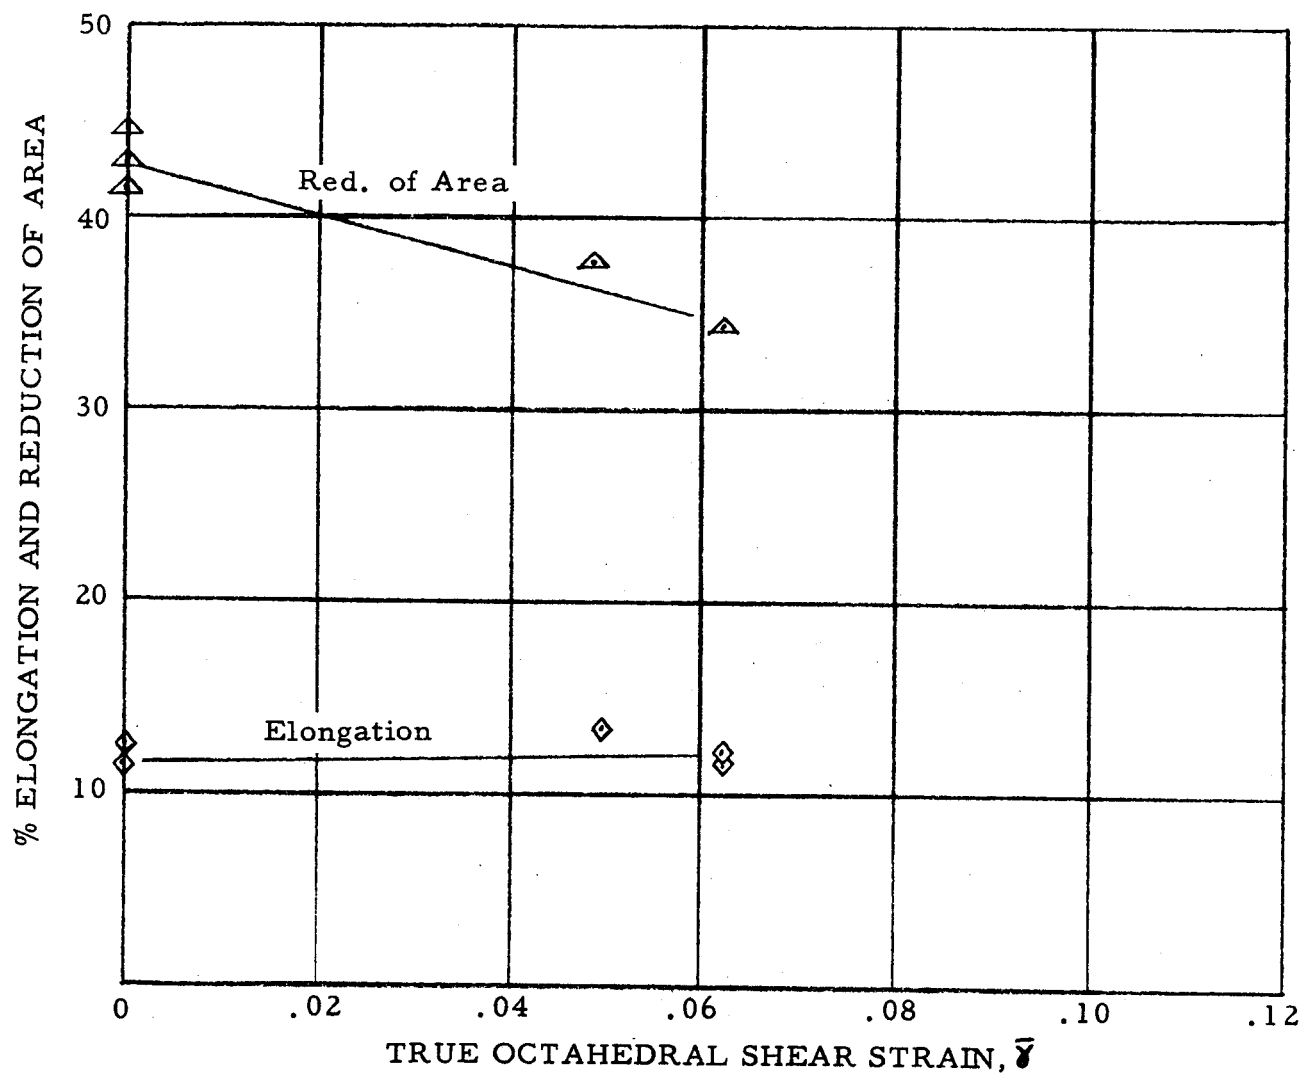 % ELONGATION AND REDUCTION OF AREA
50
40
30
20
10
Red. of Area
Elongation
0 .02 .04 .06 .08 .10 .12
TRUE OCTAHEDRAL SHEAR STRAIN, γ̄